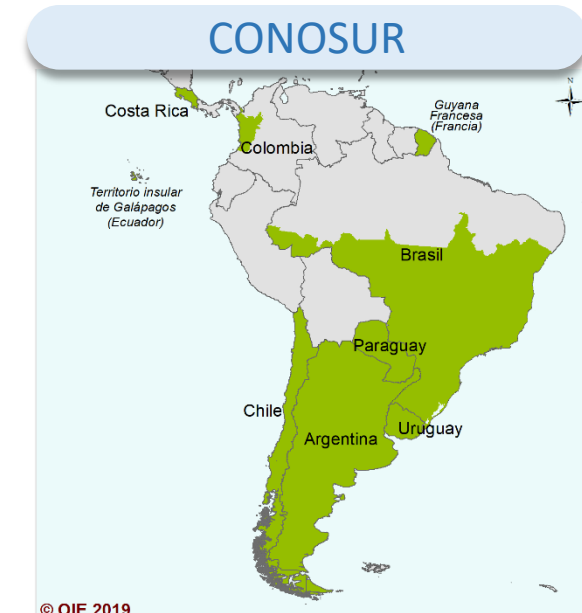 CONOSUR
N
Costa Rica
Guyana
Francesa
(Francia)
Colombia
Territorio insular
de Galápagos
(Ecuador)
Brasil
Paraguay
Chile
Uruguay
Argentina
© OIE 2019